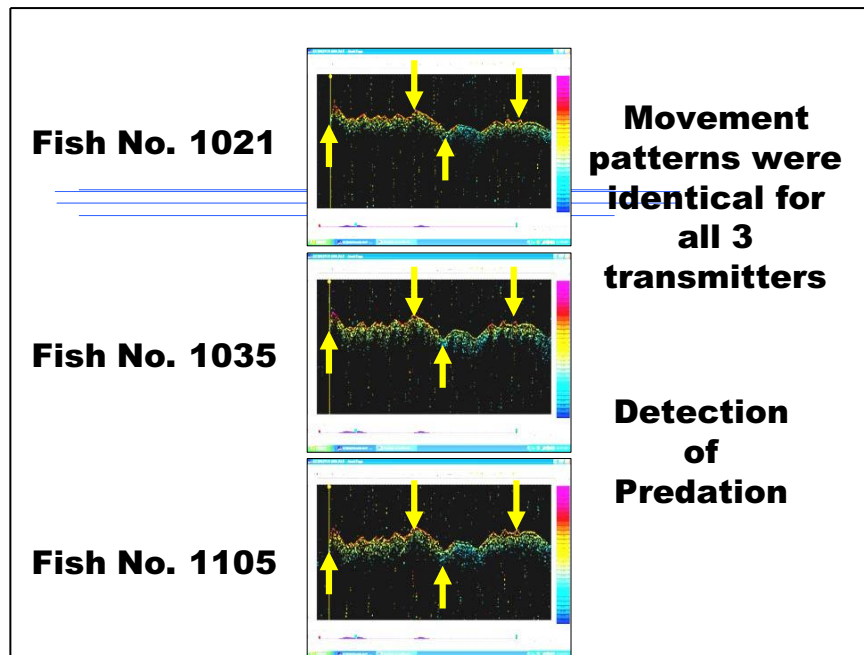 Fish No. 1021
Movement
patterns were
identical for
all 3
transmitters
Fish No. 1035
Detection
of
Predation
Fish No. 1105